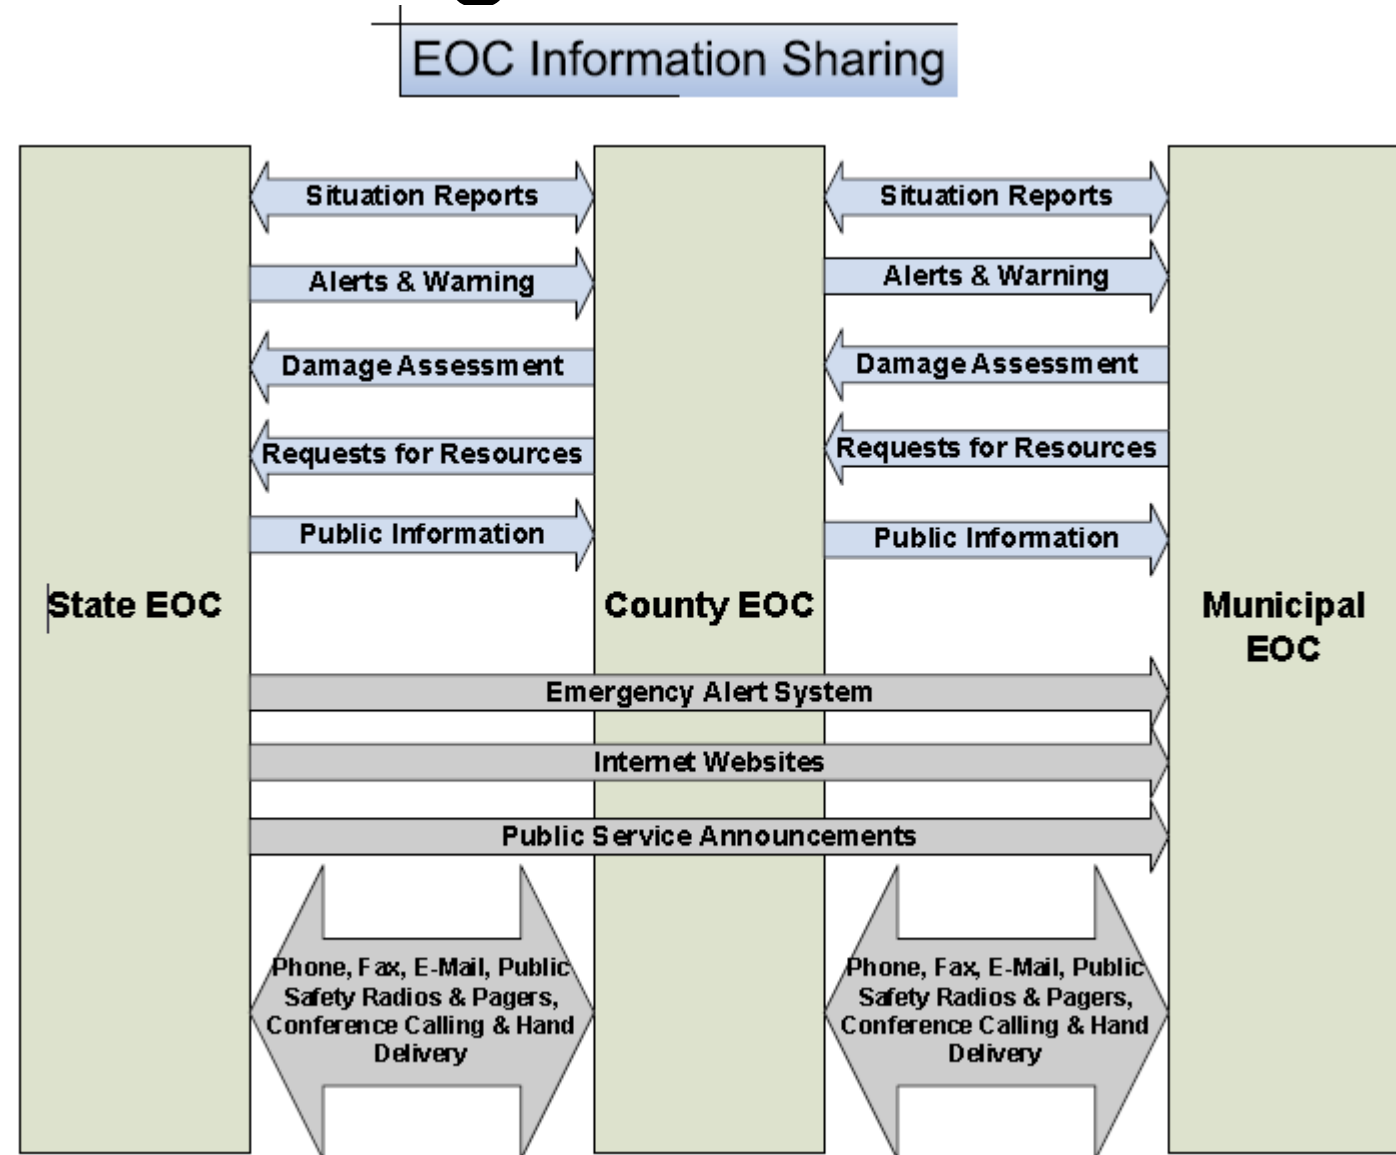 EOC Information Sharing
Situation Reports
Situation Reports
Alerts & Warning
Alerts & Warning
Damage Assessment
Damage Assessment
Requests for Resources
Requests for Resources
Public Information
Public Information
State EOC
County EOC
Municipal
EOC
Emergency Alert System
Internet Websites
Public Service Announcements
Phone, Fax, E-Mail, Public
Safety Radios & Pagers,
Conference Calling & Hand
Delivery
Phone, Fax, E-Mail, Public
Safety Radios & Pagers,
Conference Calling & Hand
Delivery